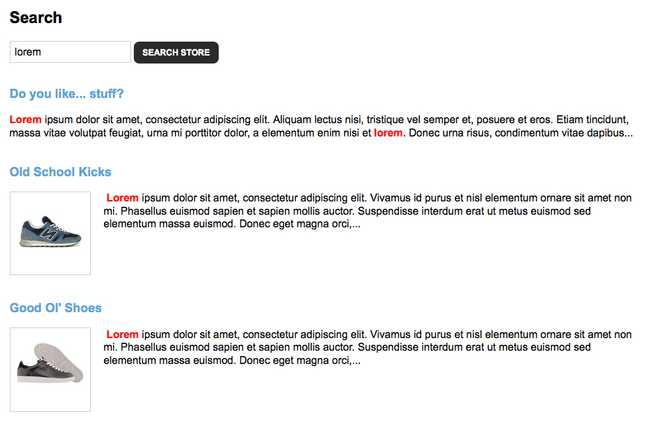 Search
lorem
SEARCH STORE
Do you like... stuff?
Lorem ipsum dolor sit amet, consectetur adipiscing elit. Aliquam lectus nisi, tristique vel semper et, posuere et eros. Etiam tincidunt,
massa vitae volutpat feugiat, urna mi porttitor dolor, a elementum enim nisi et lorem. Donec urna risus, condimentum vitae dapibus...
Old School Kicks
Lorem ipsum dolor sit amet, consectetur adipiscing elit. Vivamus id purus et nisl elementum ornare sit amet non
mi. Phasellus euismod sapien et sapien mollis auctor. Suspendisse interdum erat ut metus euismod sed
elementum massa euismod. Donec eget magna orci,...
Good Ol' Shoes
Lorem ipsum dolor sit amet, consectetur adipiscing elit. Vivamus id purus et nisl elementum ornare sit amet non
mi. Phasellus euismod sapien et sapien mollis auctor. Suspendisse interdum erat ut metus euismod sed
elementum massa euismod. Donec eget magna orci,...